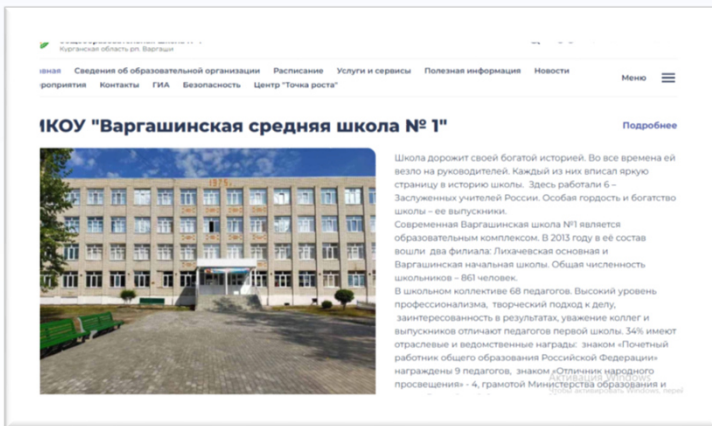 Курганская область рп. Варгаши
Сведения об образовательной организации Расписание Услуги и сервисы Полезная информация Новости
Контакты ГИА Безопасность Центр "Точка роста"
Меню
"Варгашинская средняя школа № 1"
Подробнее
1975г
Школа дорожит своей богатой историей. Во все времена ей
везло на руководителей. Каждый из них вписал яркую
страницу в историю школы. Здесь работали 6 –
Заслуженных учителей России. Особая гордость и богатство
школы – ее выпускники.
Современная Варгашинская школа №1 является
образовательным комплексом. В 2013 году в её состав
вошли два филиала: Лихачевская основная и
Варгашинская начальная школы. Общая численность
школьников – 861 человек.
В школьном коллективе 68 педагогов. Высокий уровень
профессионализма, творческий подход к делу,
заинтересованность в результатах, уважение коллег и
выпускников отличают педагогов первой школы. 34% имеют
отраслевые и ведомственные награды: знаком «Почетный
работник общего образования Российской Федерации»
награждены 9 педагогов, знаком «Отличник народного
просвещения» - 4, грамотой Министерства образования и
Активация Windows